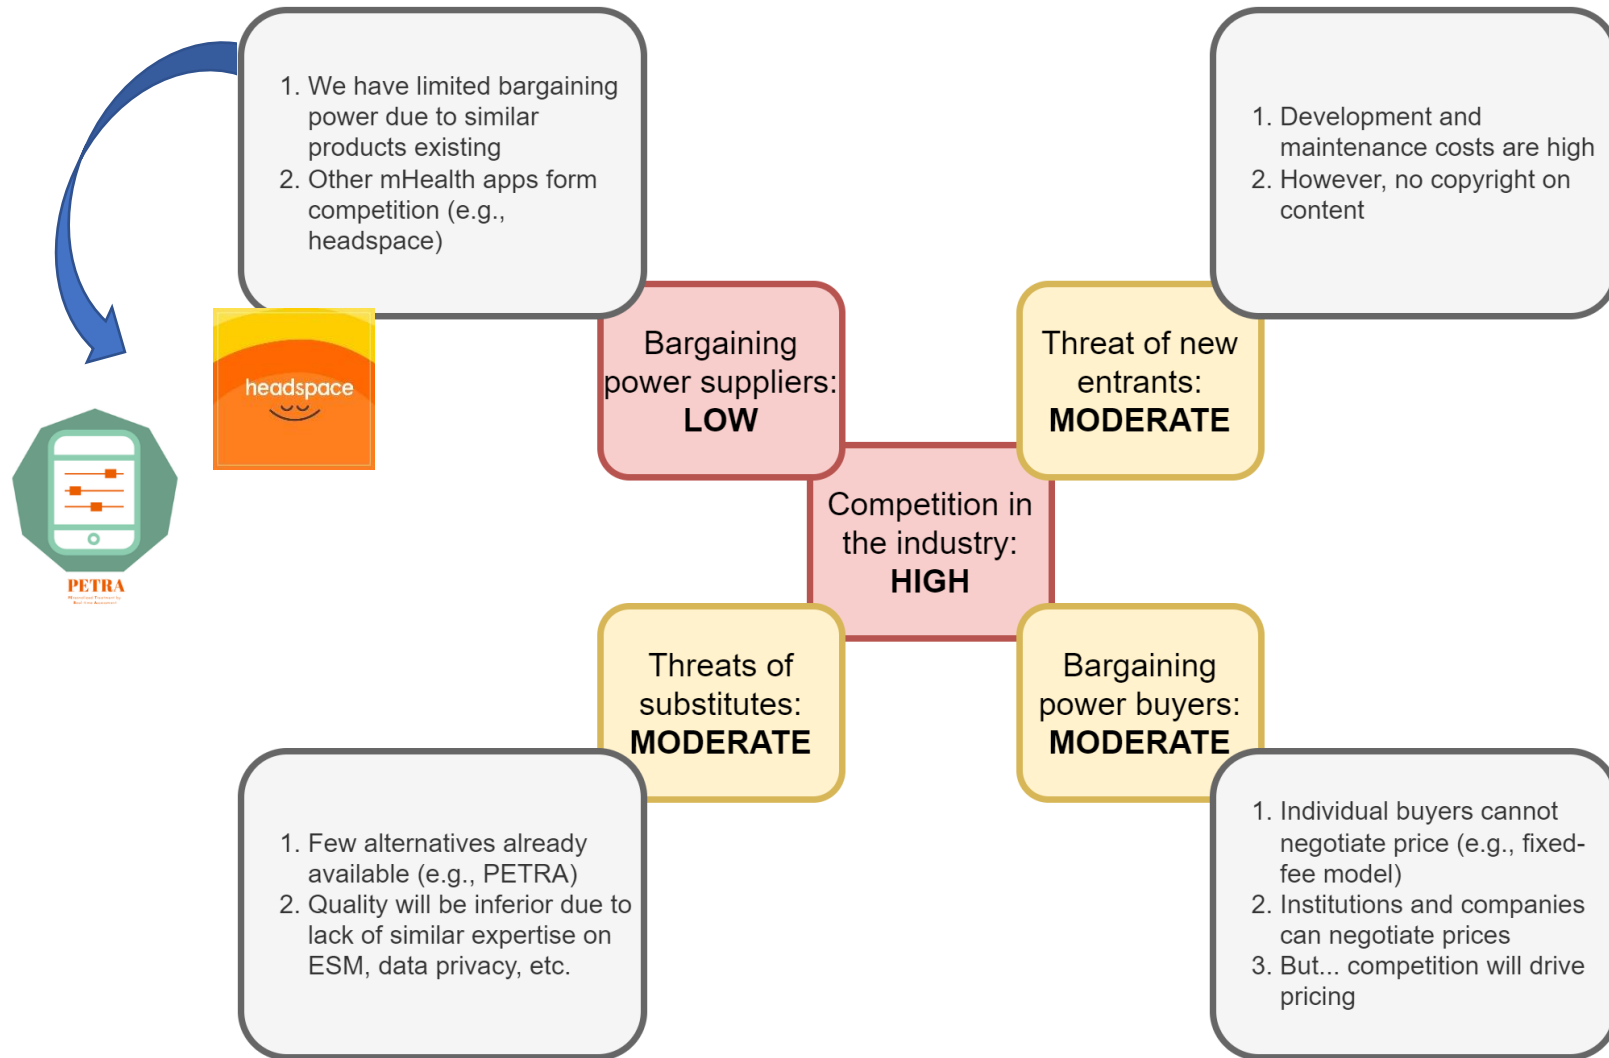 1. We have limited bargaining
power due to similar
products existing
2. Other mHealth apps form
competition (e.g.,
headspace)
1. Development and
maintenance costs are high
2. However, no copyright on
content
headspace
PETRA
Bargaining
power suppliers:
LOW
Threat of new
entrants:
MODERATE
Competition in
the industry:
HIGH
Threats of
substitutes:
MODERATE
Bargaining
power buyers:
MODERATE
1. Few alternatives already
available (e.g., PETRA)
2. Quality will be inferior due to
lack of similar expertise on
ESM, data privacy, etc.
1. Individual buyers cannot
negotiate price (e.g., fixed-
fee model)
2. Institutions and companies
can negotiate prices
3. But... competition will drive
pricing